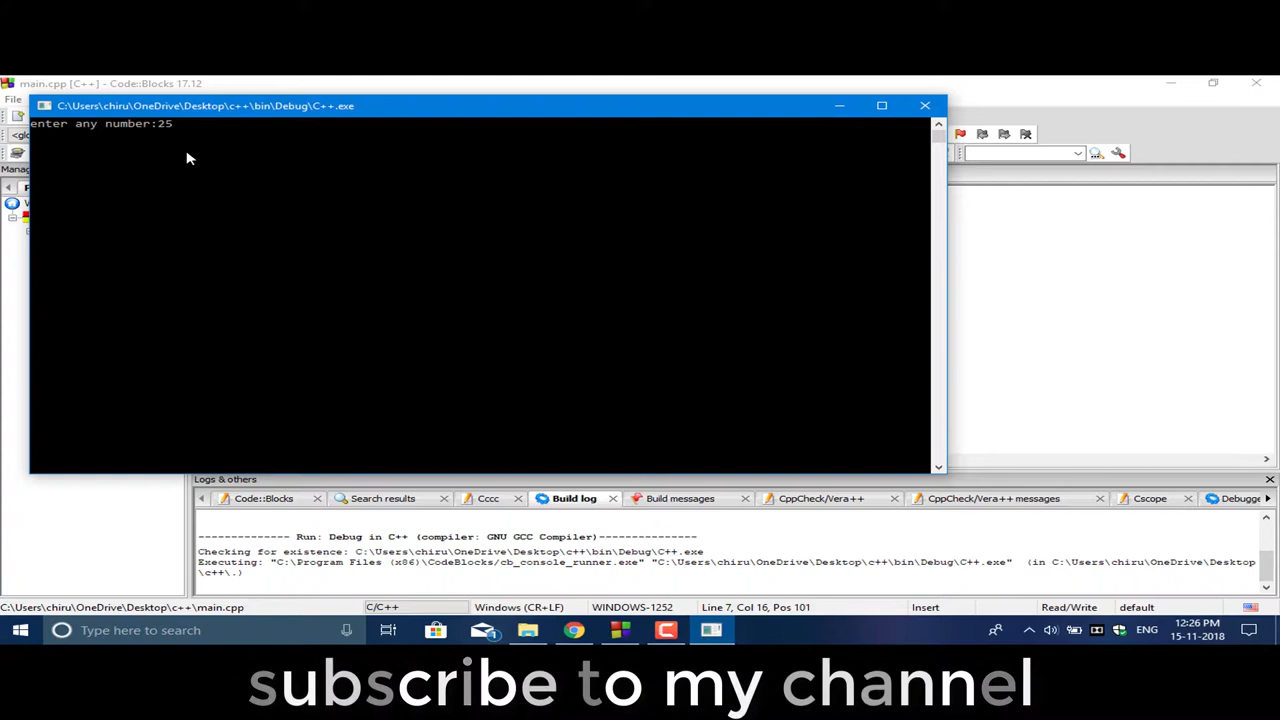 main.cpp [C++] - Code::Blocks 17.12
File
C:\Users\chiru\OneDrive\Desktop\c++\bin\Debug\C++.exe
enter any number:25
<glo
Manag
Logs & others
Code::Blocks
Search results
Cccc
Build log
Build messages
CppCheck/Vera++
CppCheck/Vera++ messages
Cscope
Debugge
-------------- Run: Debug in C++ (compiler: GNU GCC Compiler)---------------
Checking for existence: C:\Users\chiru\OneDrive\Desktop\c++\bin\Debug\C++.exe
Executing: "C:\Program Files (x86)\CodeBlocks/cb_console_runner.exe" "C:\Users\chiru\OneDrive\Desktop\c++\bin\Debug\C++.exe"  (in C:\Users\chiru\OneDrive\Desktop
\c++\.)
C:\Users\chiru\OneDrive\Desktop\c++\main.cpp
C/C++
Windows (CR+LF)
WINDOWS-1252
Line 7, Col 16, Pos 101
Insert
Read/Write
default
Type here to search
ENG
12:26 PM
15-11-2018
subscribe to my channel